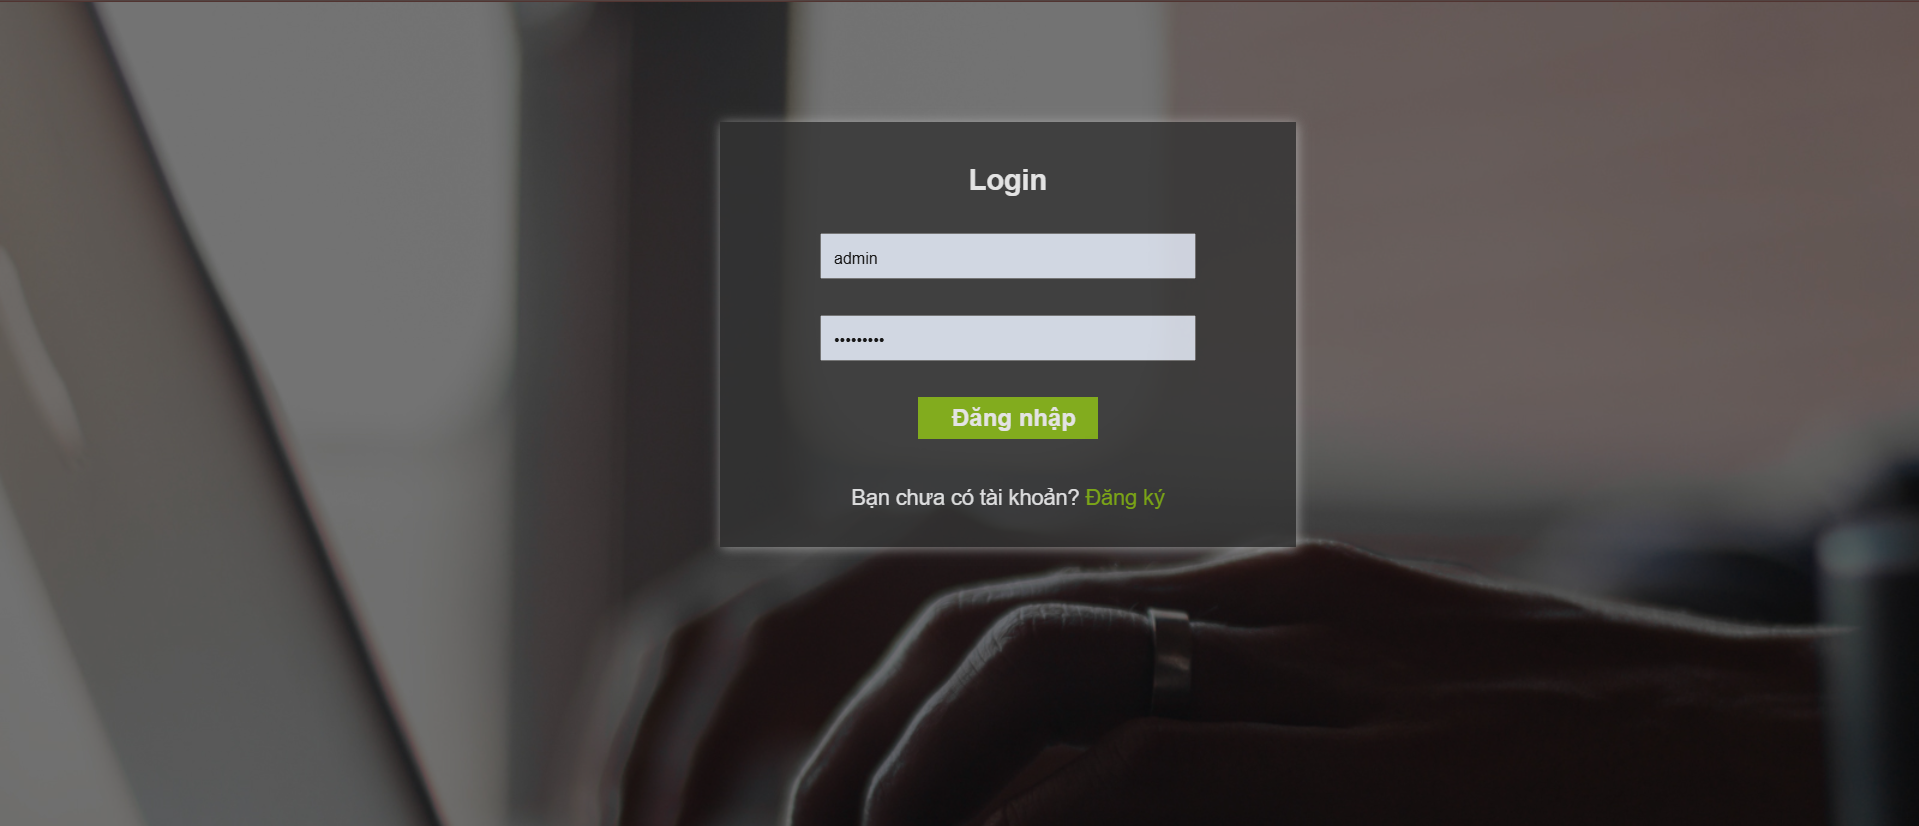 Login
admin
•••••••••
Đăng nhập
Bạn chưa có tài khoản? Đăng ký